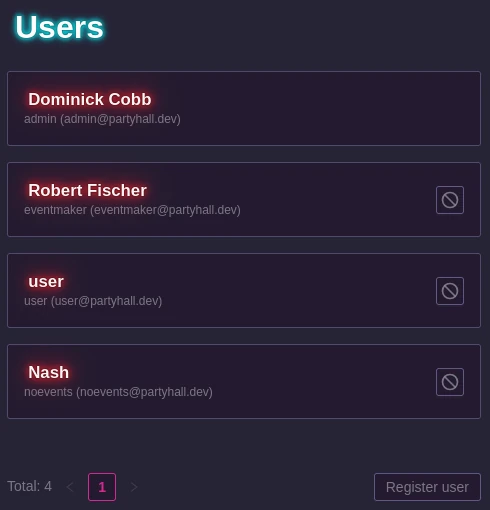 Users
Dominick Cobb
admin (admin@partyhall.dev)
Robert Fischer
eventmaker (eventmaker@partyhall.dev)
user
user (user@partyhall.dev)
Nash
noevents (noevents@partyhall.dev)
Total: 4 < 1 > Register user